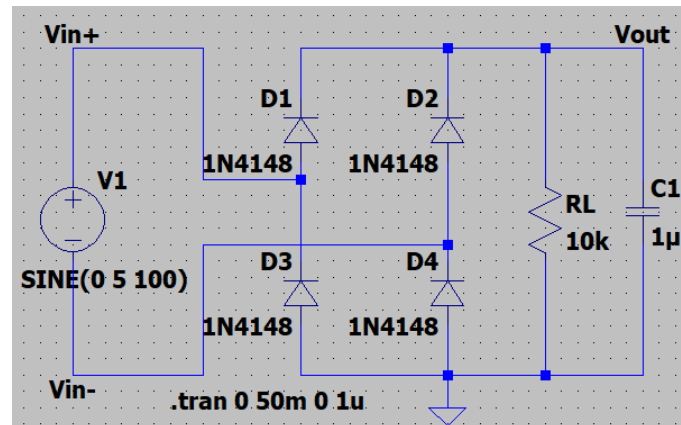 Vin+
Vout
D1
D2
1N4148
1N4148
V1
C1
RL
10k
1µ
SINE(0 5 100)
D3
D4
1N4148
1N4148
Vin-
.tran 0 50m 0 1u